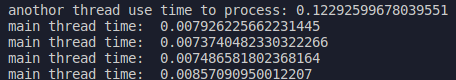 anothor thread use time to process: 0.12292599678039551
main thread time:  0.007926225662231445
main thread time:  0.0073740482330322266
main thread time:  0.007486581802368164
main thread time:  0.00857090950012207